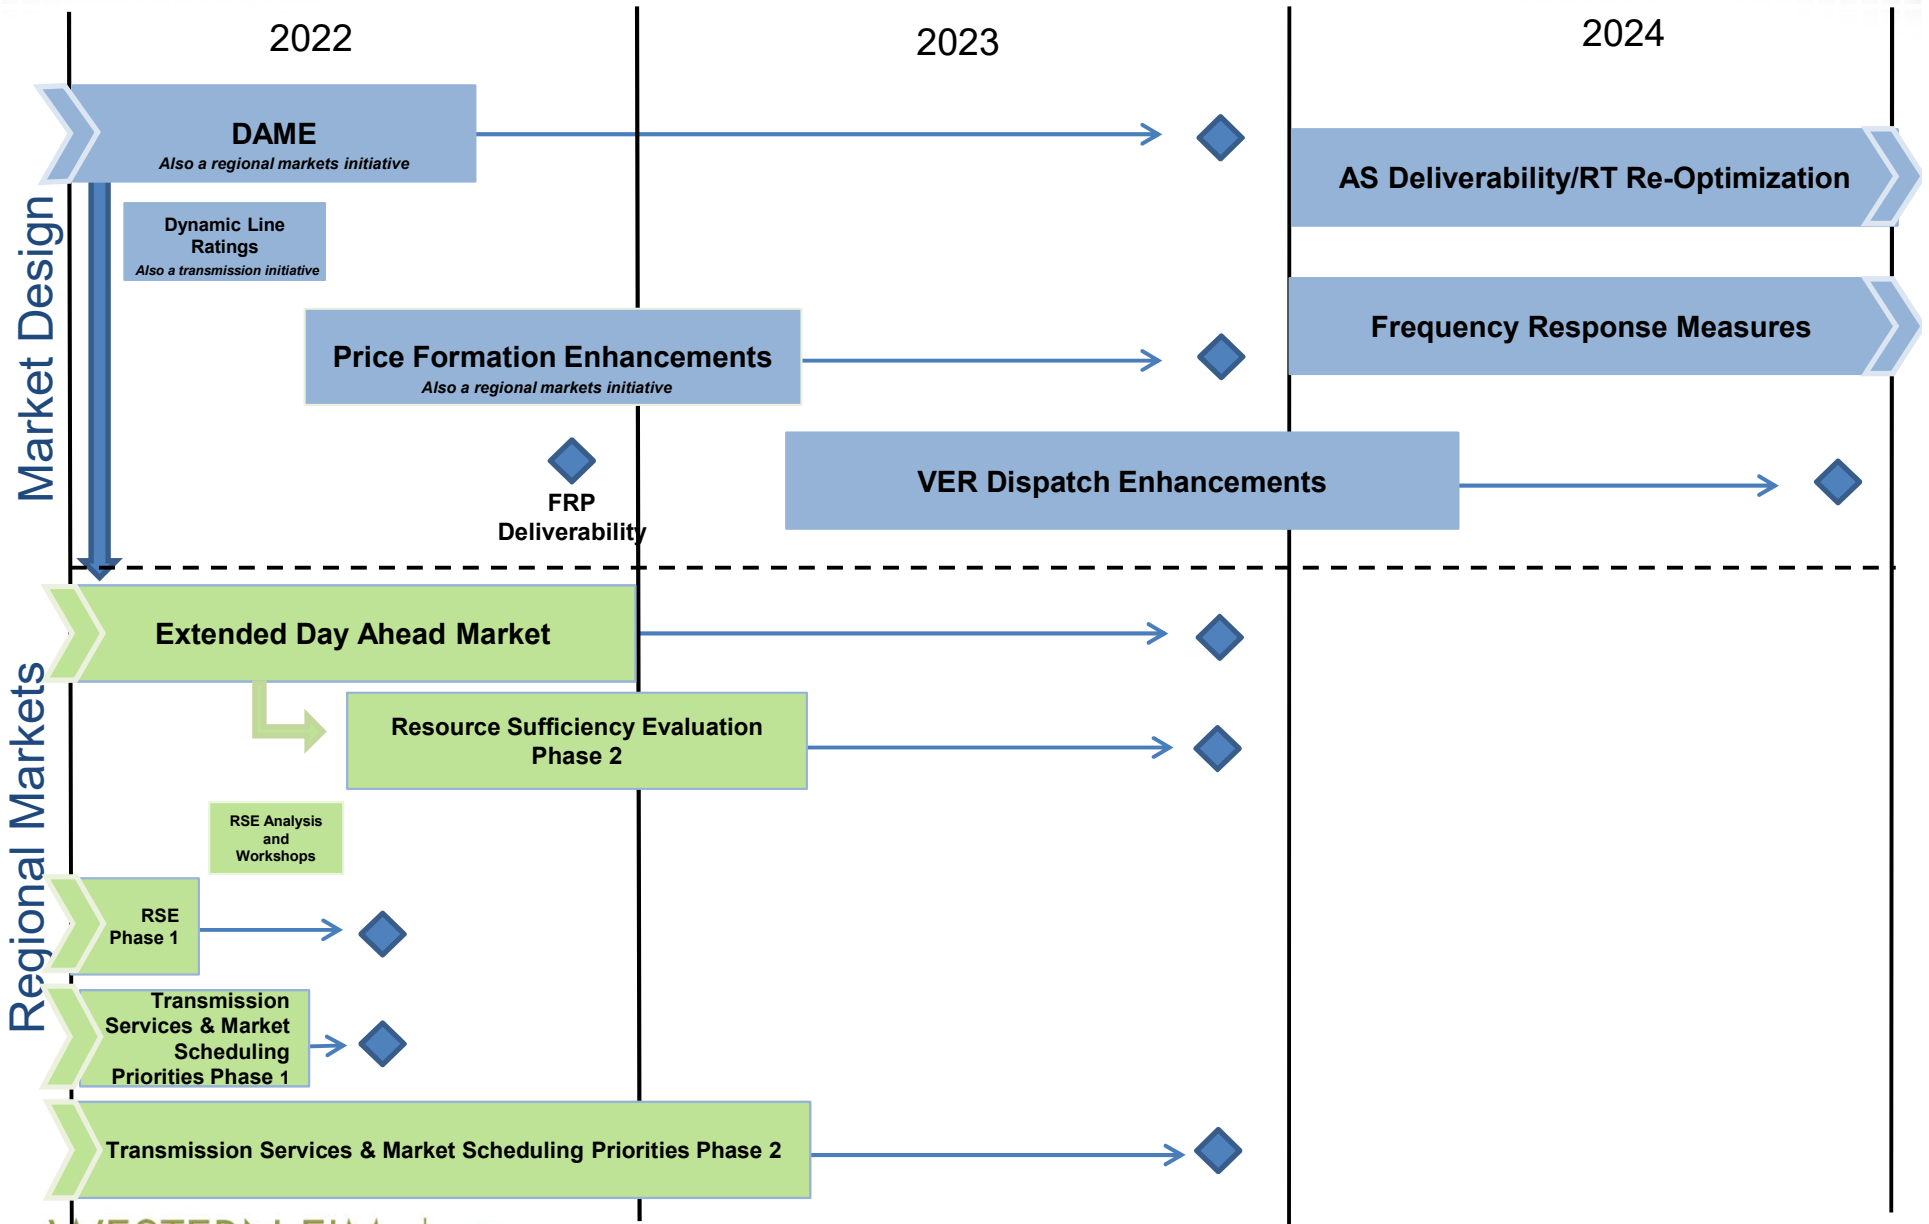 2022
2023
2024
Market Design
DAME
Also a regional markets initiative
AS Deliverability/RT Re-Optimization
Dynamic Line
Ratings
Also a transmission initiative
Frequency Response Measures
Price Formation Enhancements
Also a regional markets initiative
VER Dispatch Enhancements
FRP
Deliverability
Regional Markets
Extended Day Ahead Market
Resource Sufficiency Evaluation
Phase 2
RSE Analysis
and
Workshops
RSE
Phase 1
Transmission
Services & Market
Scheduling
Priorities Phase 1
Transmission Services & Market Scheduling Priorities Phase 2
WESTERN EIM